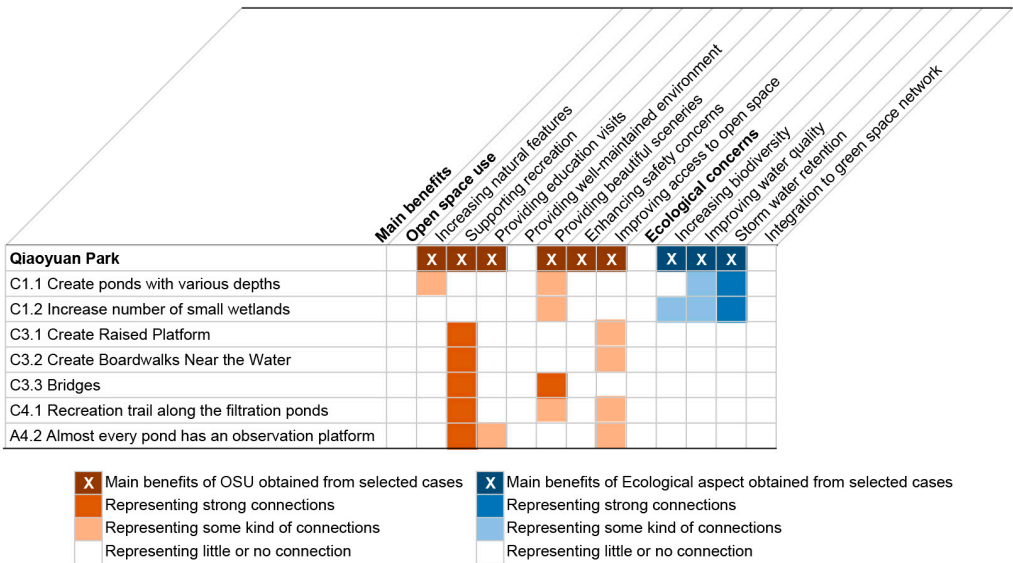 Main benefits
Open space use
Increasing natural features
Supporting recreation
Providing education visits
Providing well-maintained environment
Providing beautiful sceneries
Enhancing safety concerns
Improving access to open space
Ecological concerns
Increasing biodiversity
Improving water quality
Storm water retention
Integration to green space network
Qiaoyuan Park X X X X X X X X X
C1.1 Create ponds with various depths
C1.2 Increase number of small wetlands
C3.1 Create Raised Platform
C3.2 Create Boardwalks Near the Water
C3.3 Bridges
C4.1 Recreation trail along the filtration ponds
A4.2 Almost every pond has an observation platform
X Main benefits of OSU obtained from selected cases
Representing strong connections
Representing some kind of connections
Representing little or no connection
X Main benefits of Ecological aspect obtained from selected cases
Representing strong connections
Representing some kind of connections
Representing little or no connection